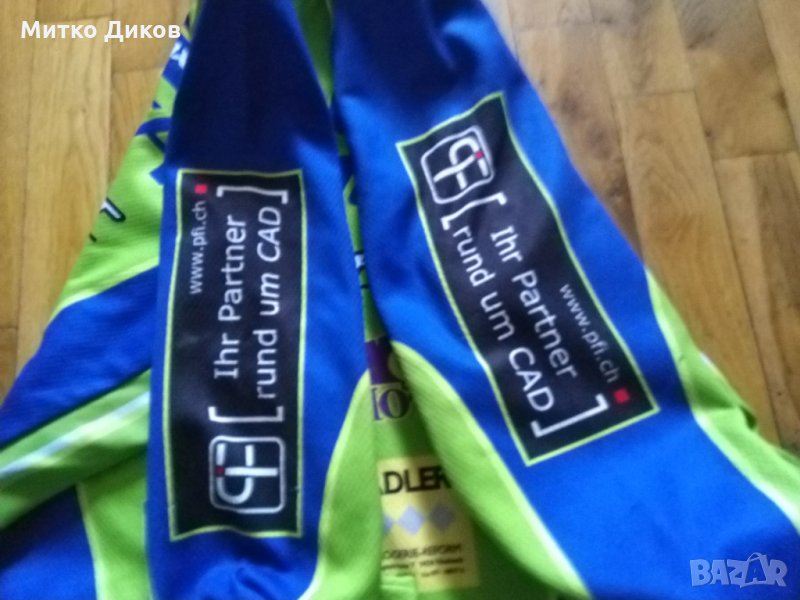 Митко Диков
www.pfi.ch
Ihr Partner
rund um CAD
Ihr Partner
rund um CAD
www.pfi.ch
ADLER
BAZAR